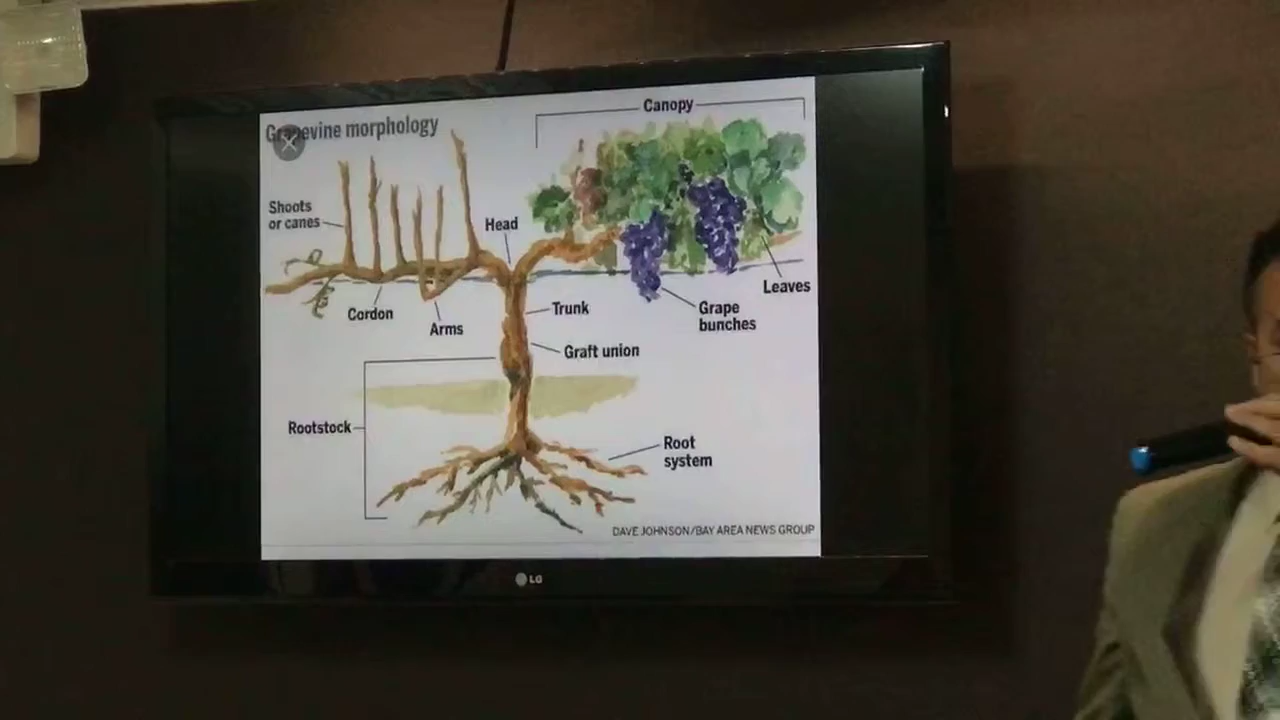 Grapevine morphology
Canopy
Shoots
or canes
Head
Cordon
Arms
Trunk
Grape
bunches
Leaves
Graft union
Rootstock
Root
system
DAVE JOHNSON/BAY AREA NEWS GROUP
LG